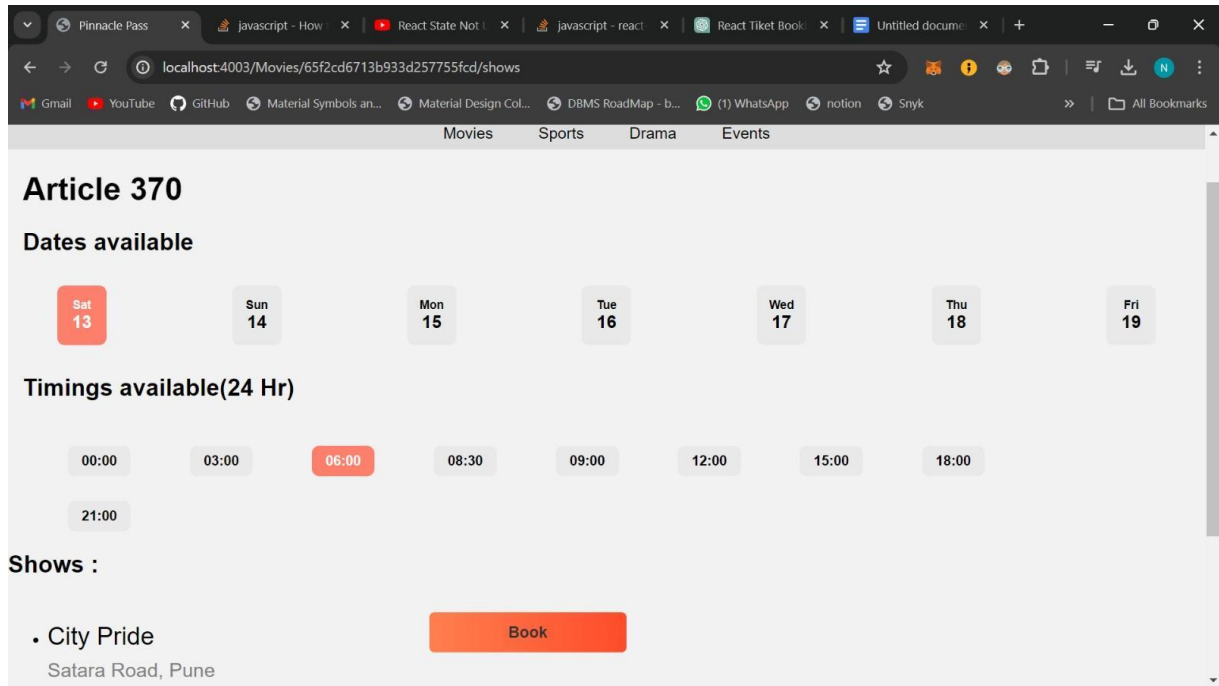 Pinnacle Pass javascript - How React State Not javascript - react React Tiket Book Untitled docume
localhost:4003/Movies/65f2cd6713b933d257755fcd/shows N
Gmail YouTube GitHub Material Symbols an... Material Design Col... DBMS RoadMap - b... (1) WhatsApp notion Snyk » All Bookmarks
Movies Sports Drama Events
Article 370
Dates available
Sat Sun Mon Tue Wed Thu Fri
13 14 15 16 17 18 19
Timings available(24 Hr)
00:00 03:00 06:00 08:30 09:00 12:00 15:00 18:00
21:00
Shows :
• City Pride Book
Satara Road, Pune